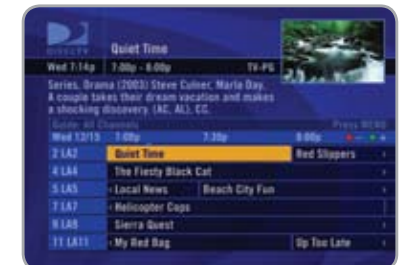 DIRECTV
Quiet Time
Wed 7:14p 7:00p - 8:00p TV-PG
Series, Drama (2003) Steve Culner, Marla Day.
A couple takes their dream vacation and makes
a shocking discovery. (AC, AL), CC.
Guide: All Channels Press MENU
Wed 12/15 7:00p 7:30p 8:00p
2 LA2 Quiet Time Red Slippers
4 LA4 The Fiesty Black Cat
5 LA5 Local News Beach City Fun
7 LA7 Helicopter Cops
9 LA9 Sierra Quest
11 LA11 My Red Bag Up Too Late